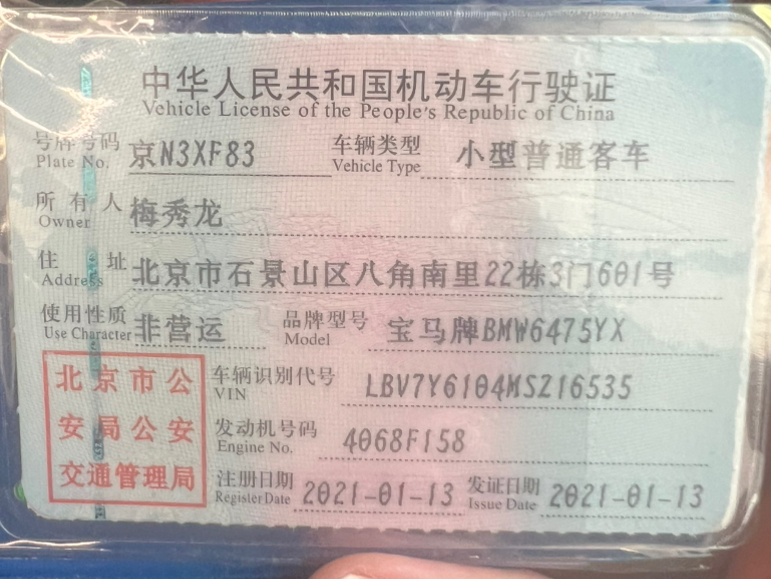 中华人民共和国机动车行驶证
Vehicle License of the People's Republic of China
号牌号码 京N3XF83 车辆类型 小型普通客车
Plate No. Vehicle Type
所有人 梅秀龙
Owner
住址 北京市石景山区八角南里22栋3门601号
Address
使用性质 非营运 品牌型号 宝马牌BMW6475YX
Use Character Model
北京市公 车辆识别代号 LBV7Y6104MSZ16535
VIN
安局公安 发动机号码 4068F158
Engine No.
交通管理局 注册日期 2021-01-13 发证日期 2021-01-13
Register Date Issue Date